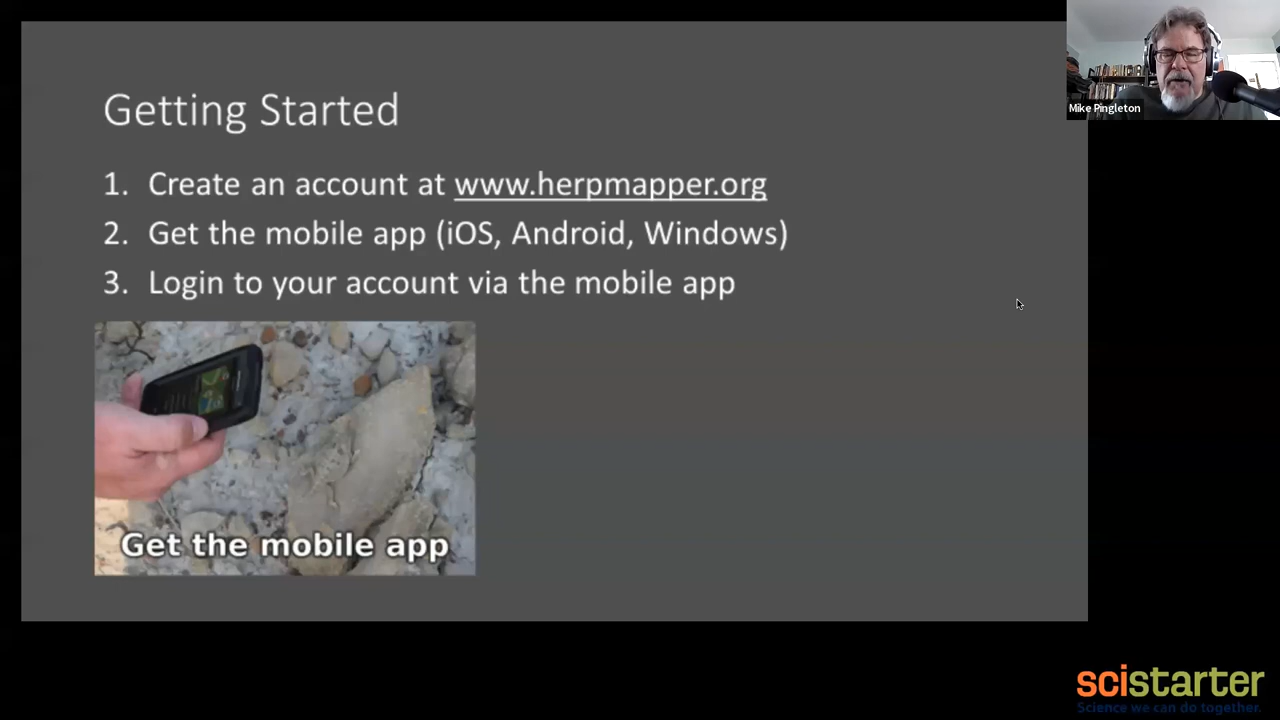 Mike Pingleton
Getting Started
1. Create an account at www.herpmapper.org
2. Get the mobile app (iOS, Android, Windows)
3. Login to your account via the mobile app
Get the mobile app
scistarter
Science we can do together.